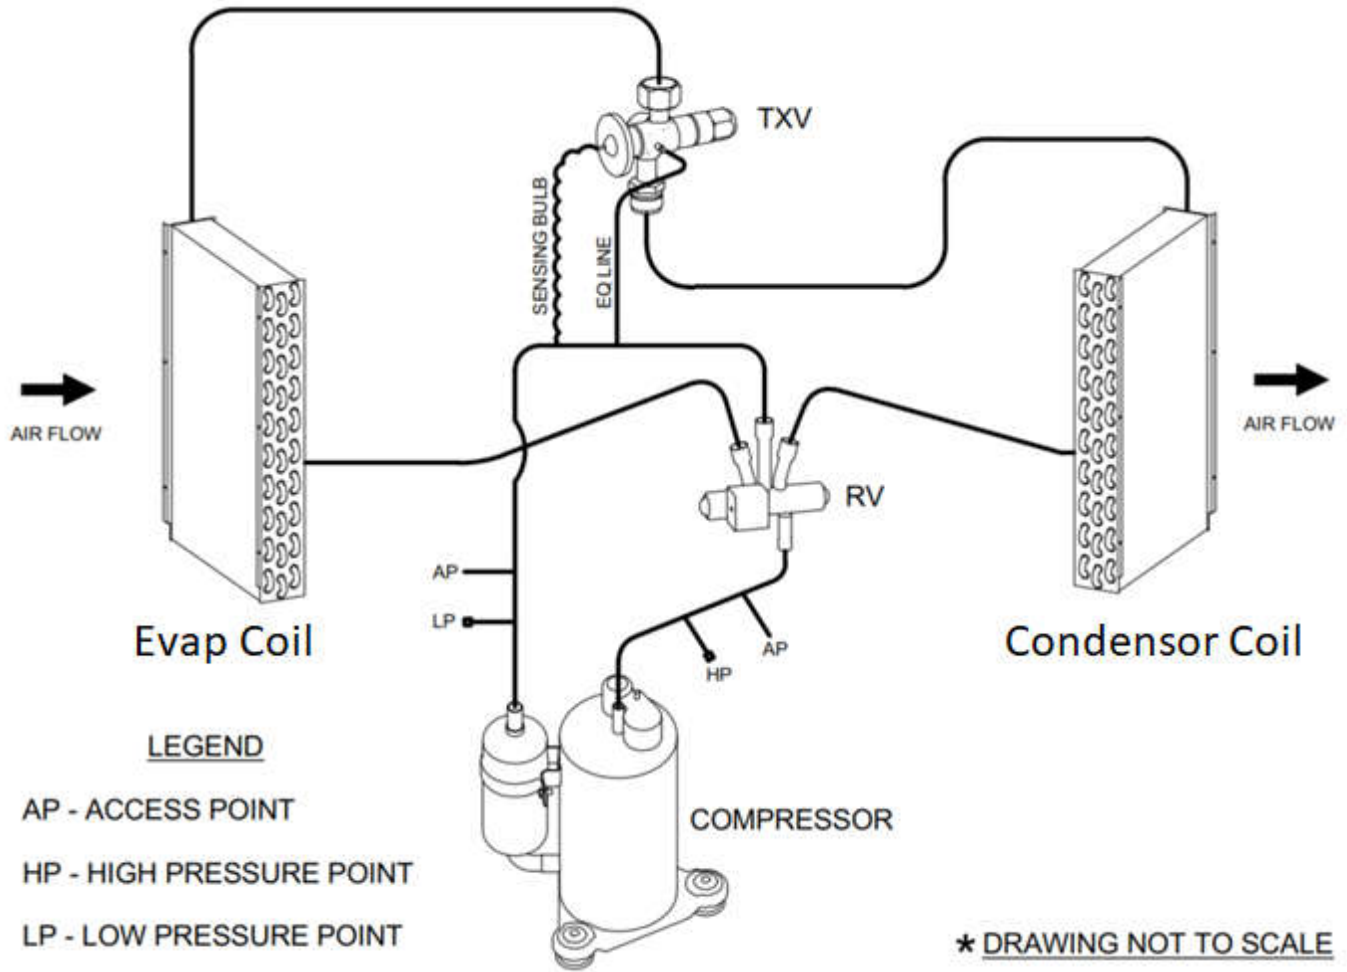 TXV
SENSING BULB
EQ LINE
AIR FLOW
AIR FLOW
RV
AP
LP
AP
HP
Evap Coil
Condensor Coil
LEGEND
AP - ACCESS POINT
HP - HIGH PRESSURE POINT
LP - LOW PRESSURE POINT
COMPRESSOR
* DRAWING NOT TO SCALE